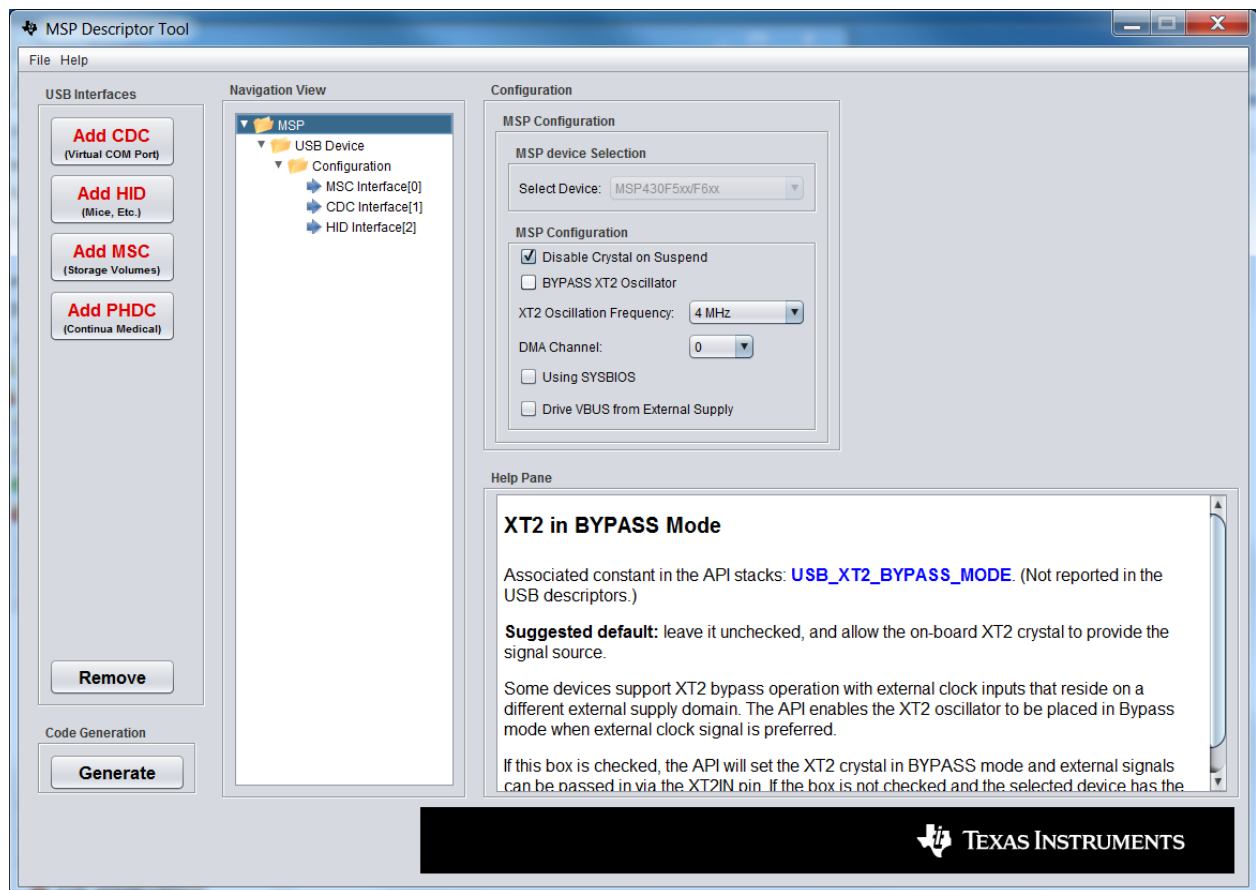 MSP Descriptor Tool
File Help
USB Interfaces
Add CDC
(Virtual COM Port)
Add HID
(Mice, Etc.)
Add MSC
(Storage Volumes)
Add PHDC
(Continua Medical)
Remove
Code Generation
Generate
Navigation View
MSP
USB Device
Configuration
MSC Interface[0]
CDC Interface[1]
HID Interface[2]
Configuration
MSP Configuration
MSP device Selection
Select Device: MSP430F5xx/F6xx
MSP Configuration
Disable Crystal on Suspend
BYPASS XT2 Oscillator
XT2 Oscillation Frequency: 4 MHz
DMA Channel: 0
Using SYSBIOS
Drive VBUS from External Supply
Help Pane
XT2 in BYPASS Mode
Associated constant in the API stacks: USB_XT2_BYPASS_MODE. (Not reported in the
USB descriptors.)
Suggested default: leave it unchecked, and allow the on-board XT2 crystal to provide the
signal source.
Some devices support XT2 bypass operation with external clock inputs that reside on a
different external supply domain. The API enables the XT2 oscillator to be placed in Bypass
mode when external clock signal is preferred.
If this box is checked, the API will set the XT2 crystal in BYPASS mode and external signals
can be passed in via the XT2IN pin. If the box is not checked and the selected device has the
TEXAS INSTRUMENTS